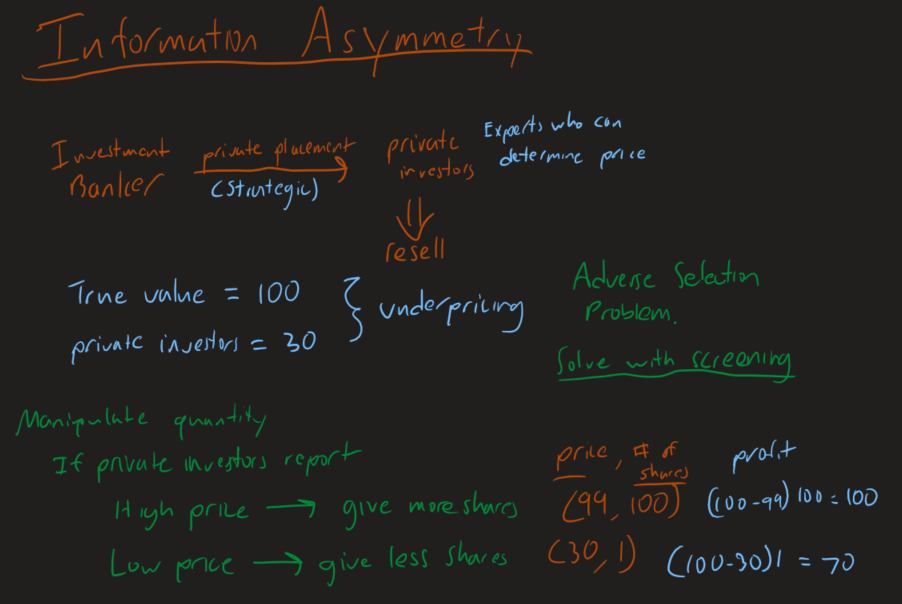 Information Asymmetry
Investment Banker
private placement
(Strategic)
private investors
Experts who can
determine price
resell
True value = 100
private investors = 30
underpricing
Adverse Selection
Problem.
Solve with screening
Manipulate quantity
If private investors report
High price → give more shares
Low price → give less shares
price, # of shares
profit
(99, 100) (100-99) 100 = 100
(30, 1) (100-30) 1 = 70